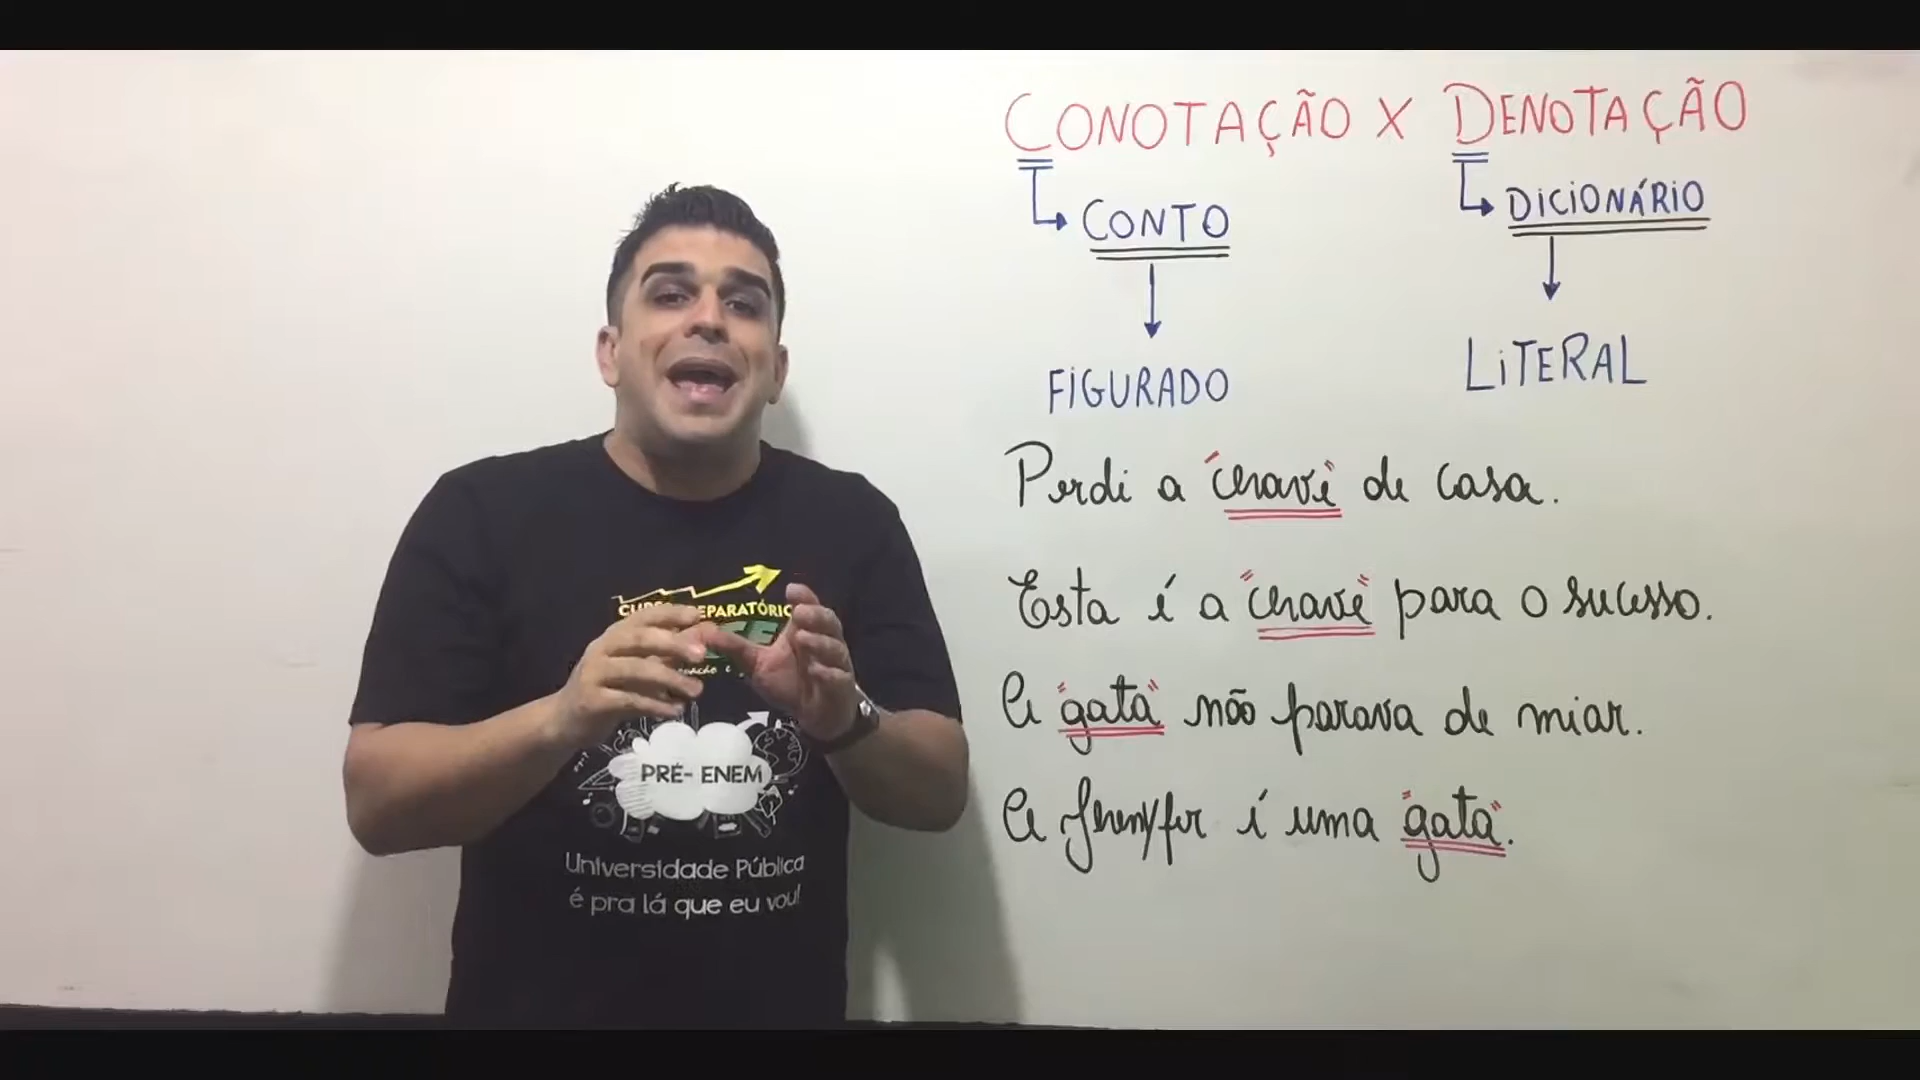 CONOTAÇÃO X DENOTAÇÃO
CONTO
DICIONÁRIO
FIGURADO
LITERAL
Perdi a "chave" de casa.
Esta é a "chave" para o sucesso.
A "gata" não parava de miar.
A Jhenyfer é uma "gata".
PRÉ- ENEM
Universidade Pública
é pra lá que eu vou!